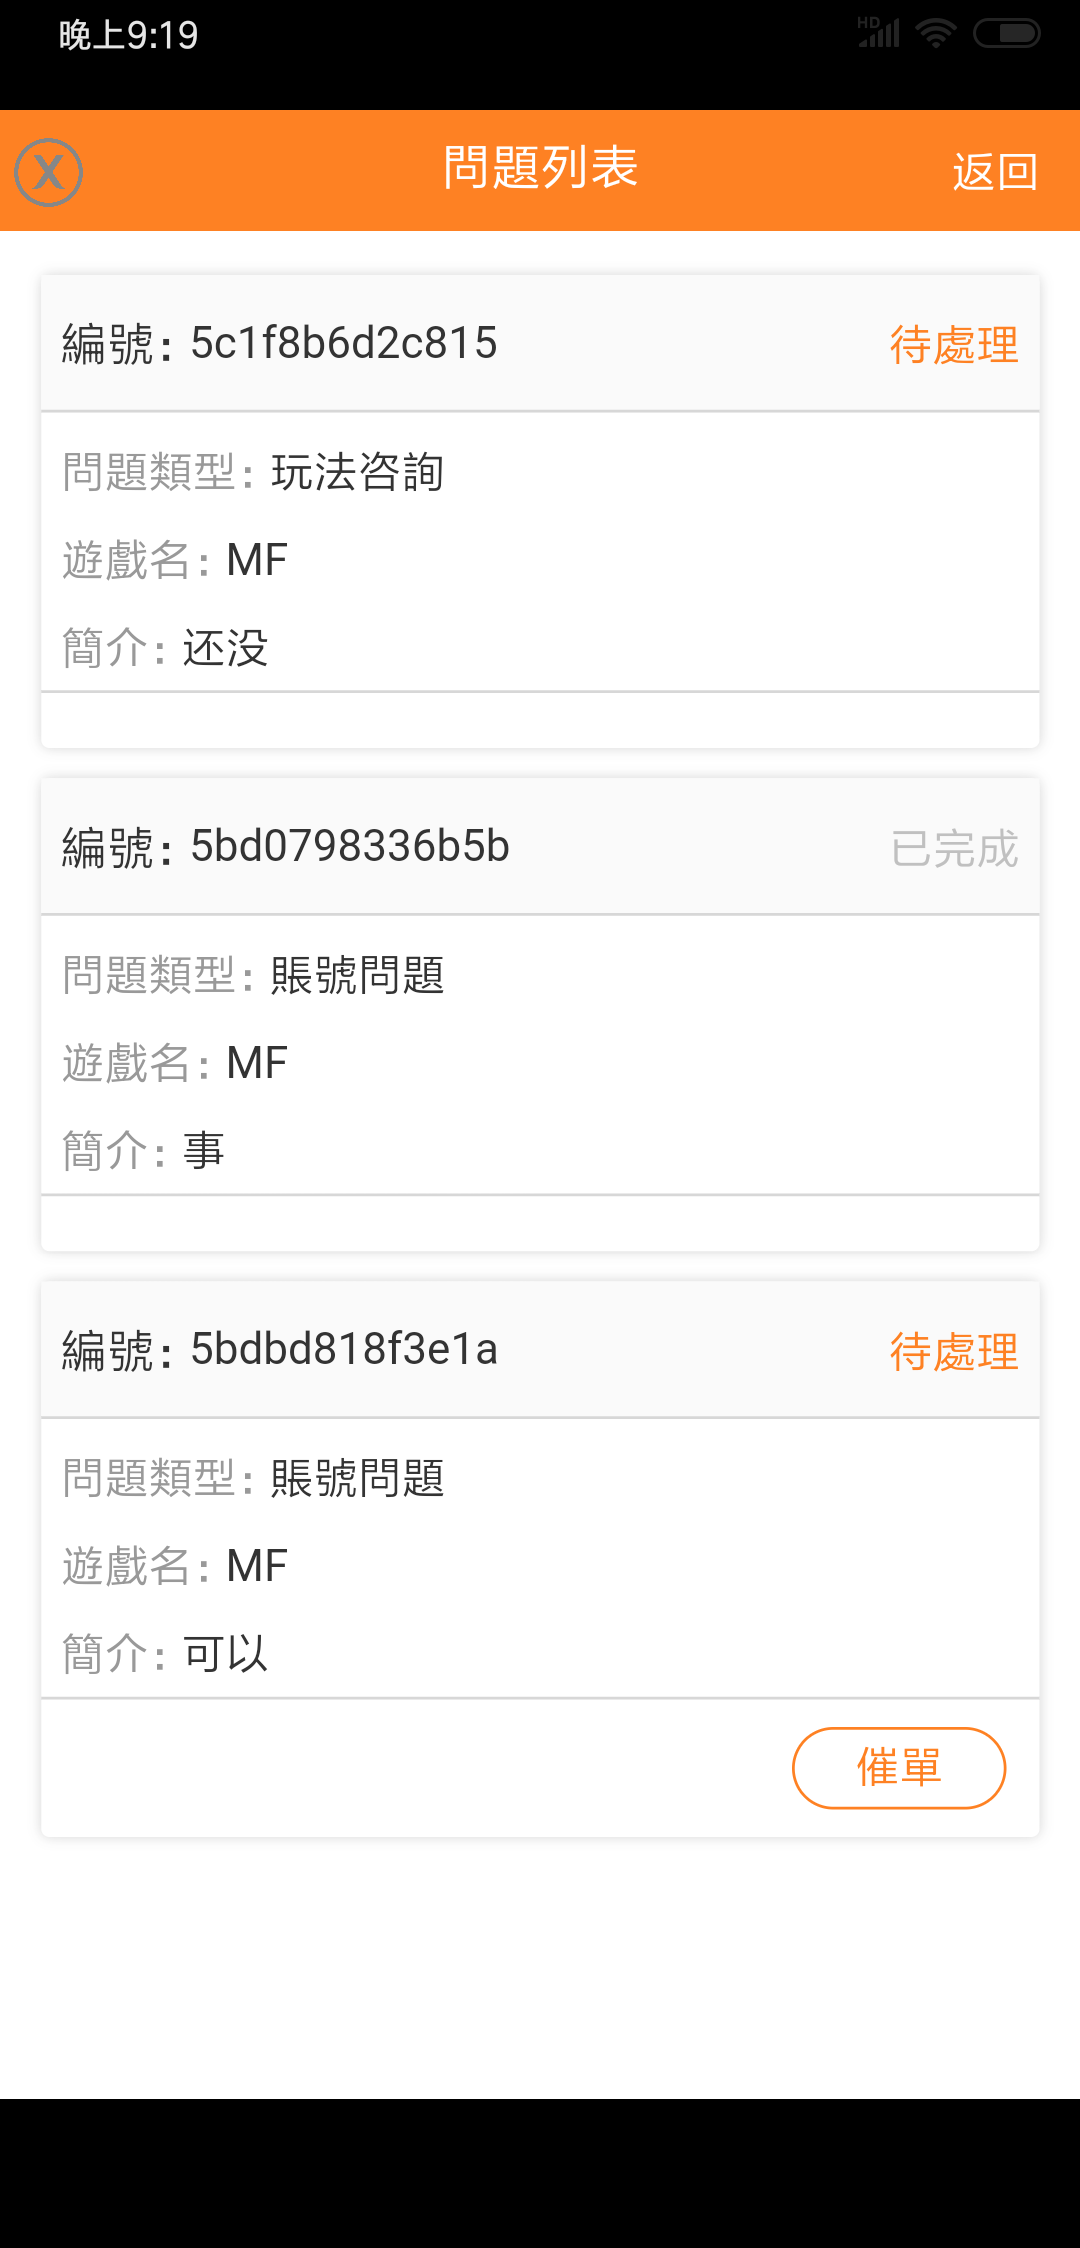 晚上9:19
HD
X
問題列表
返回
編號: 5c1f8b6d2c815
待處理
問題類型: 玩法咨詢
遊戲名: MF
簡介: 还没
編號: 5bd0798336b5b
已完成
問題類型: 賬號問題
遊戲名: MF
簡介: 事
編號: 5bdbd818f3e1a
待處理
問題類型: 賬號問題
遊戲名: MF
簡介: 可以
催單